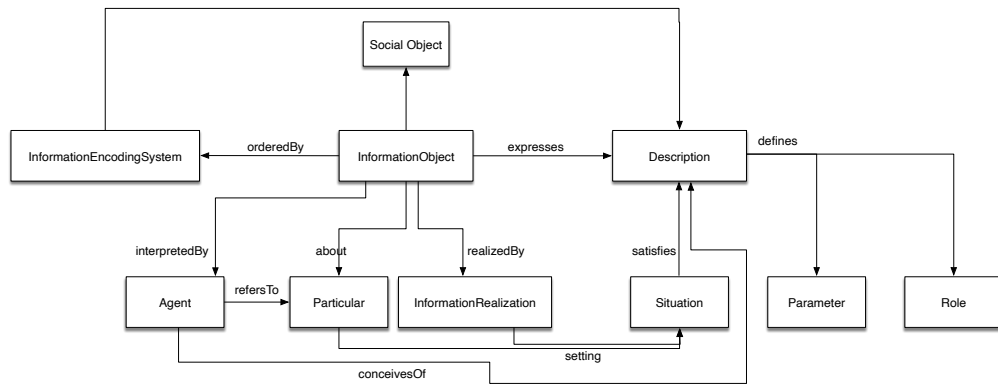 Social Object
InformationEncodingSystem
orderedBy
InformationObject
expresses
Description
defines
interpretedBy
about
realizedBy
satisfies
Agent
refersTo
Particular
InformationRealization
Situation
Parameter
Role
setting
conceivesOf